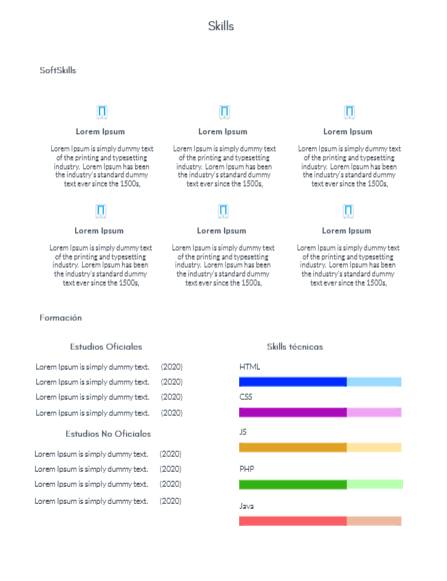 Skills
SoftSkills
Lorem Ipsum
Lorem Ipsum is simply dummy text
of the printing and typesetting
industry. Lorem Ipsum has been
the industry's standard dummy
text ever since the 1500s,
Lorem Ipsum
Lorem Ipsum is simply dummy text
of the printing and typesetting
industry. Lorem Ipsum has been
the industry's standard dummy
text ever since the 1500s,
Lorem Ipsum
Lorem Ipsum is simply dummy text
of the printing and typesetting
industry. Lorem Ipsum has been
the industry's standard dummy
text ever since the 1500s,
Lorem Ipsum
Lorem Ipsum is simply dummy text
of the printing and typesetting
industry. Lorem Ipsum has been
the industry's standard dummy
text ever since the 1500s,
Lorem Ipsum
Lorem Ipsum is simply dummy text
of the printing and typesetting
industry. Lorem Ipsum has been
the industry's standard dummy
text ever since the 1500s,
Lorem Ipsum
Lorem Ipsum is simply dummy text
of the printing and typesetting
industry. Lorem Ipsum has been
the industry's standard dummy
text ever since the 1500s,
Formación
Estudios Oficiales
Lorem Ipsum is simply dummy text. (2020)
Lorem Ipsum is simply dummy text. (2020)
Lorem Ipsum is simply dummy text. (2020)
Lorem Ipsum is simply dummy text. (2020)
Estudios No Oficiales
Lorem Ipsum is simply dummy text. (2020)
Lorem Ipsum is simply dummy text. (2020)
Lorem Ipsum is simply dummy text. (2020)
Lorem Ipsum is simply dummy text. (2020)
Skills técnicas
HTML
CSS
JS
PHP
Java